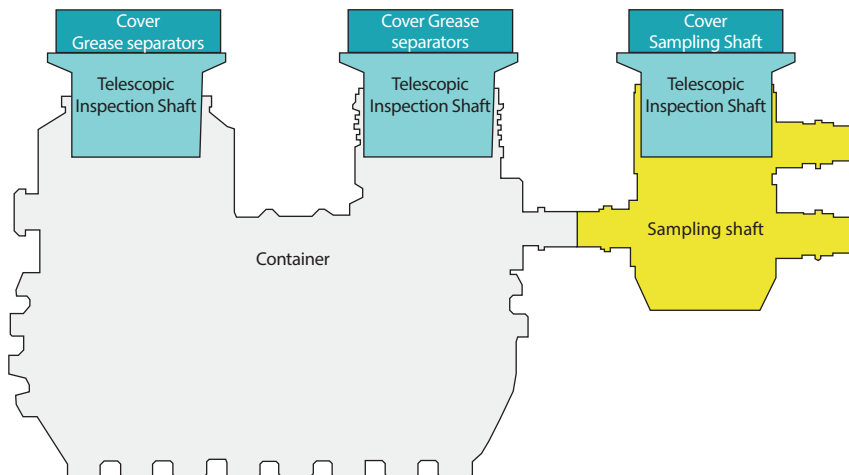 Cover
Grease separators
Cover Grease
separators
Cover
Sampling Shaft
Telescopic
Inspection Shaft
Telescopic
Inspection Shaft
Telescopic
Inspection Shaft
Container
Sampling shaft